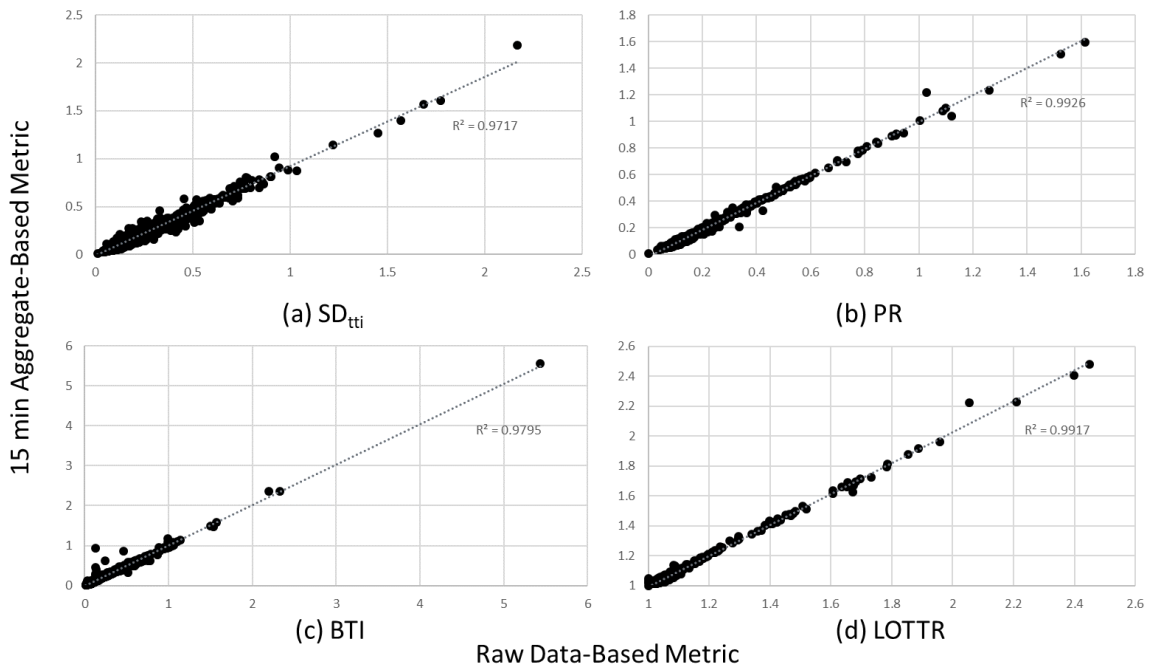 15 min Aggregate-Based Metric
2.5
2
1.5
1
0.5
0
0 0.5 1 1.5 2 2.5
R² = 0.9717
(a) SDtti
1.8
1.6
1.4
1.2
1
0.8
0.6
0.4
0.2
0
0 0.2 0.4 0.6 0.8 1 1.2 1.4 1.6 1.8
R² = 0.9926
(b) PR
6
5
4
3
2
1
0
0 1 2 3 4 5 6
R² = 0.9795
(c) BTI
2.6
2.4
2.2
2
1.8
1.6
1.4
1.2
1
1 1.2 1.4 1.6 1.8 2 2.2 2.4 2.6
R² = 0.9917
(d) LOTTR
Raw Data-Based Metric